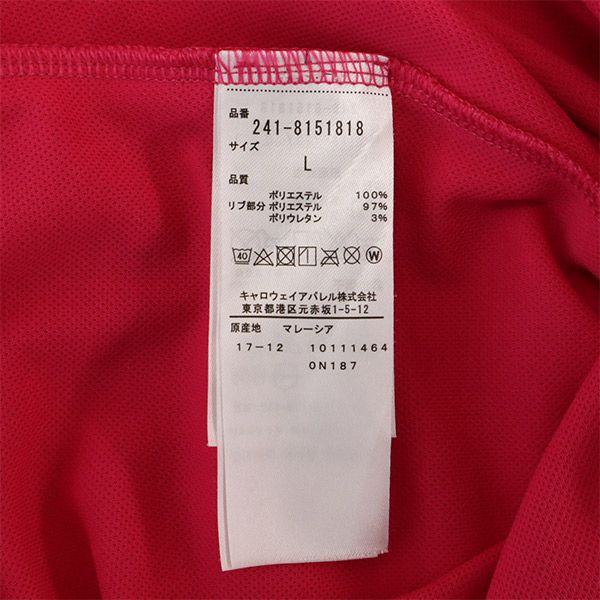 品番
241-8151818
サイズ
L
品質
ポリエステル 100%
リブ部分 ポリエステル 97%
ポリウレタン 3%
40 W
キャロウェイアパレル株式会社
東京都港区元赤坂1-5-12
原産地 マレーシア
17-12 10111464
0N187